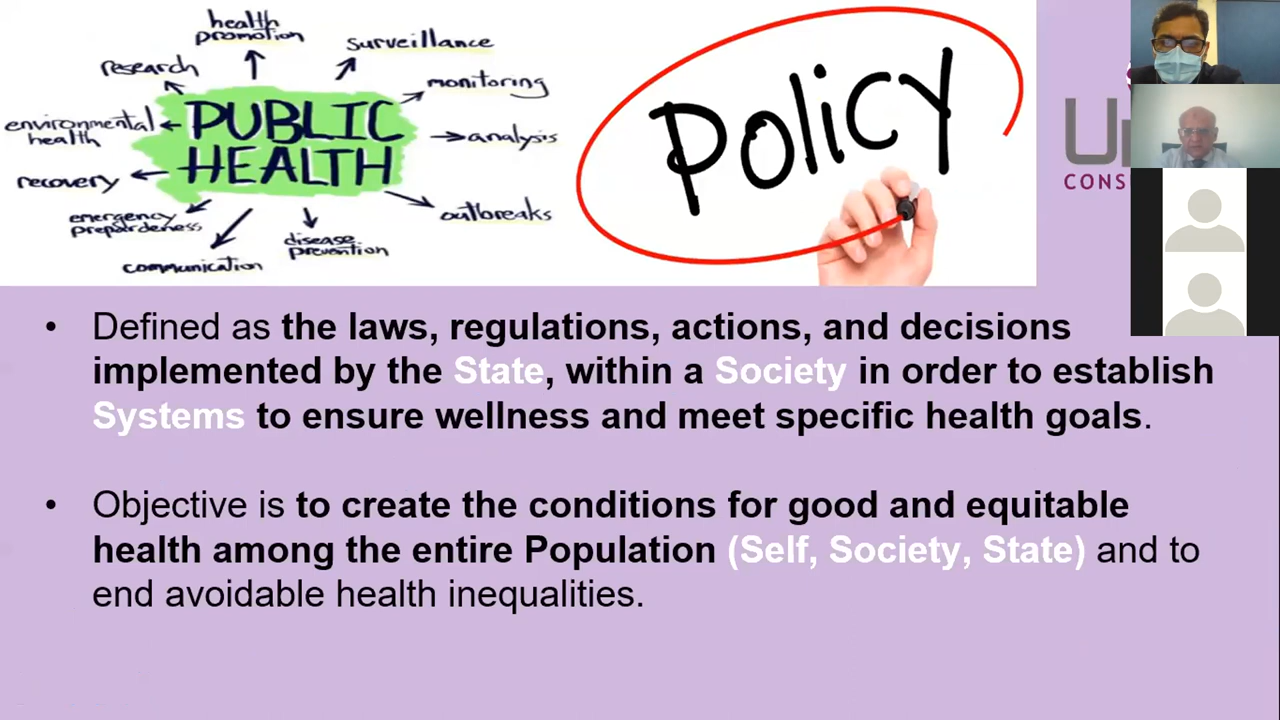 health
promotion
surveillance
research
monitoring
environmental
health
PUBLIC
HEALTH
analysis
recovery
emergency
outbreaks
disease
prevention
communication
Policy
CONS
• Defined as the laws, regulations, actions, and decisions
implemented by the State, within a Society in order to establish
Systems to ensure wellness and meet specific health goals.
• Objective is to create the conditions for good and equitable
health among the entire Population (Self, Society, State) and to
end avoidable health inequalities.